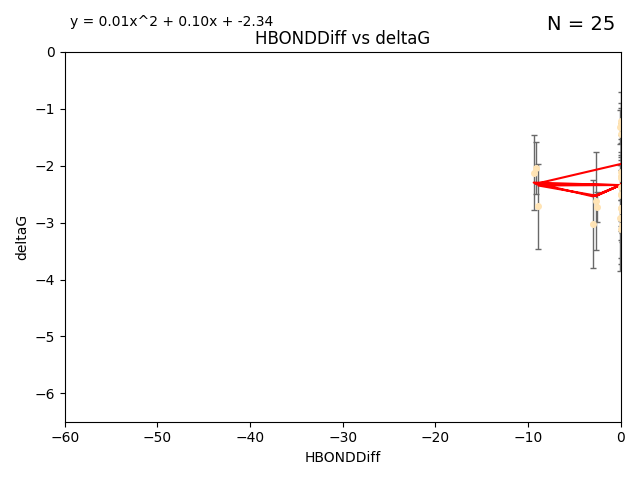 y = 0.01x^2 + 0.10x + -2.34
N = 25
HBONDDiff vs deltaG
0
−1
−2
−3
−4
−5
−6
deltaG
−60
−50
−40
−30
−20
−10
0
HBONDDiff